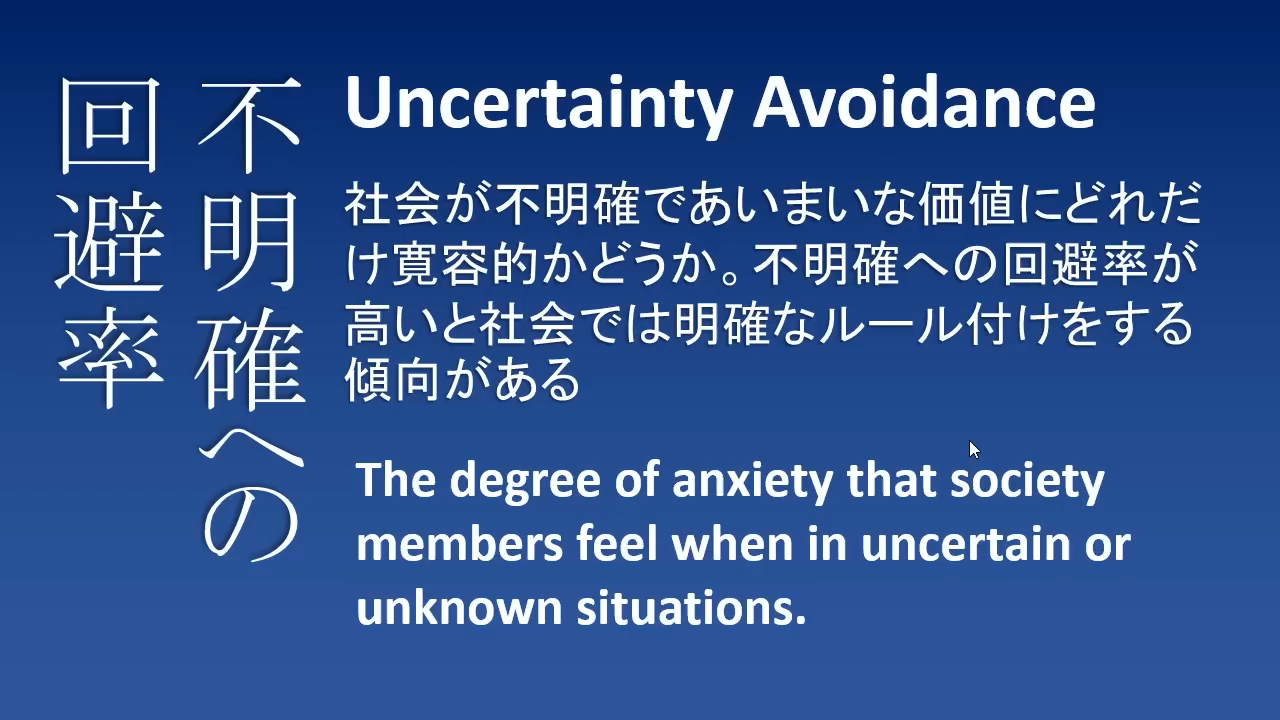 不明確への
回避率
Uncertainty Avoidance
社会が不明確であいまいな価値にどれだ
け寛容的かどうか。不明確への回避率が
高いと社会では明確なルール付けをする
傾向がある
The degree of anxiety that society
members feel when in uncertain or
unknown situations.